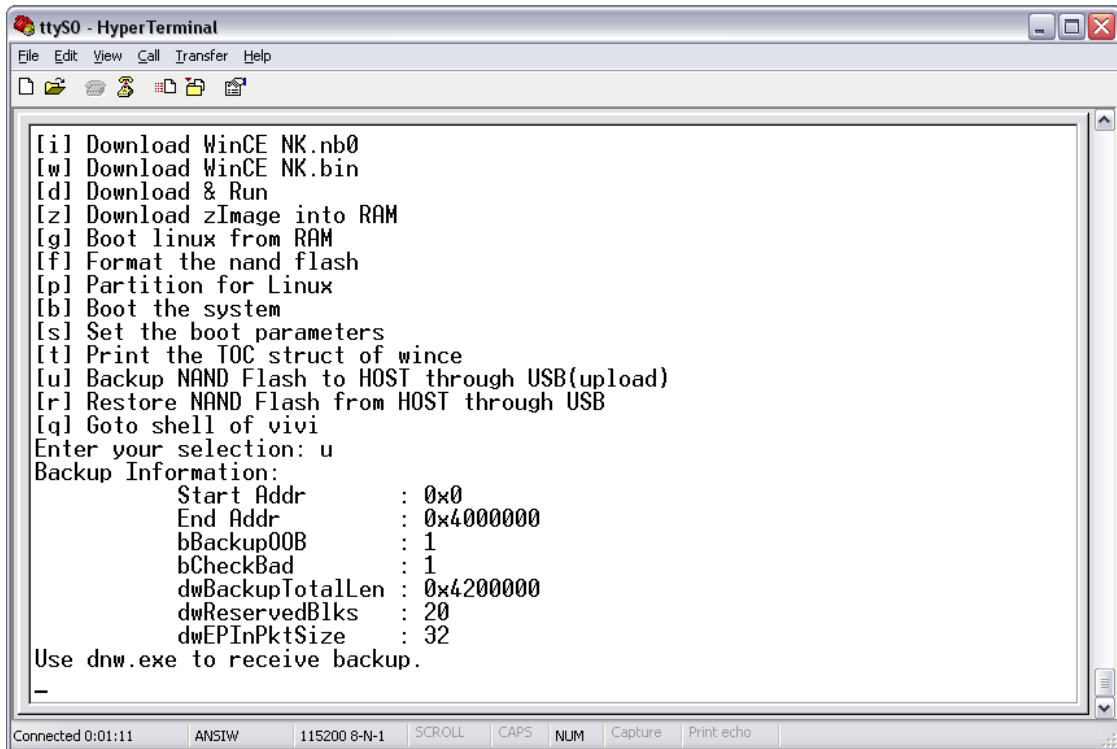 ttyS0 - HyperTerminal
File Edit View Call Transfer Help
[i] Download WinCE NK.nb0
[w] Download WinCE NK.bin
[d] Download & Run
[z] Download zImage into RAM
[g] Boot linux from RAM
[f] Format the nand flash
[p] Partition for Linux
[b] Boot the system
[s] Set the boot parameters
[t] Print the TOC struct of wince
[u] Backup NAND Flash to HOST through USB(upload)
[r] Restore NAND Flash from HOST through USB
[q] Goto shell of vivi
Enter your selection: u
Backup Information:
Start Addr : 0x0
End Addr : 0x4000000
bBackupOOB : 1
bCheckBad : 1
dwBackupTotalLen : 0x4200000
dwReservedBlks : 20
dwEPInPktSize : 32
Use dnw.exe to receive backup.
_
Connected 0:01:11 ANSIW 115200 8-N-1 SCROLL CAPS NUM Capture Print echo